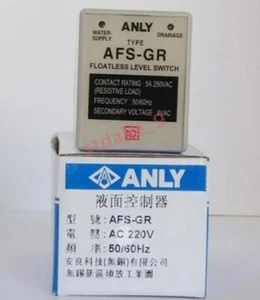 WATER-SUPPLY
ANLY
DRAINAGE
TYPE
AFS-GR
FLOATLESS LEVEL SWITCH
CONTACT RATING : 5A 250VAC
(RESISTIVE LOAD)
FREQUENCY : 50/60Hz
SECONDARY VOLTAGE : 8VAC
ANLY
液面控制器
型 號: AFS-GR
電 壓: AC 220V
頻 率: 50/60Hz
安良科技(無錫)有限公司